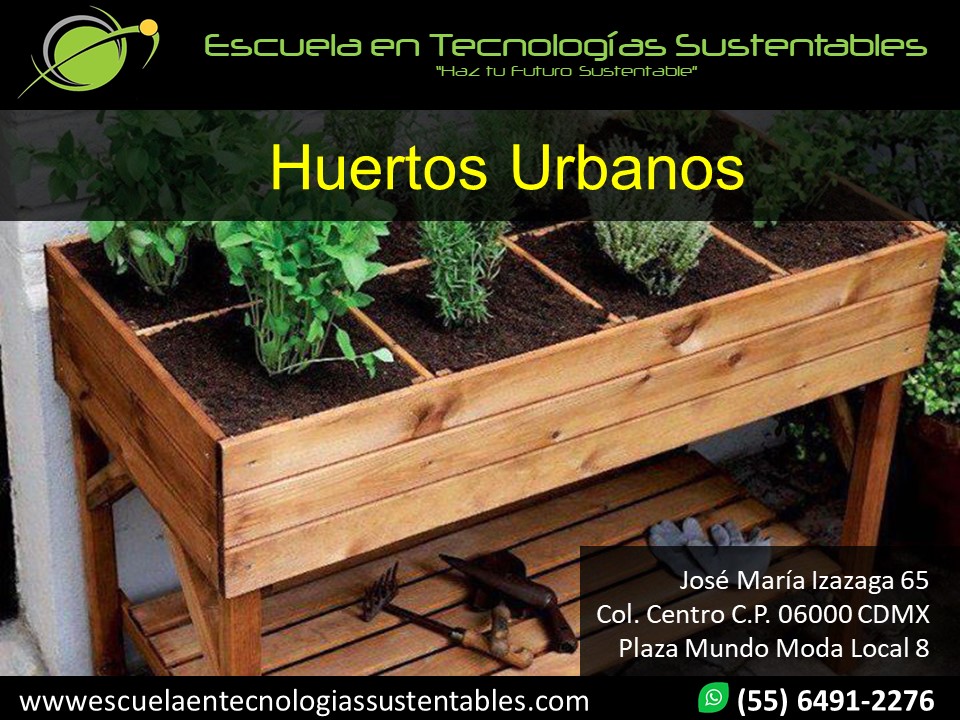 Escuela en Tecnologías Sustentables
"Haz tu Futuro Sustentable"
Huertos Urbanos
José María Izazaga 65
Col. Centro C.P. 06000 CDMX
Plaza Mundo Moda Local 8
wwwescuelaentecnologiassustentables.com
(55) 6491-2276